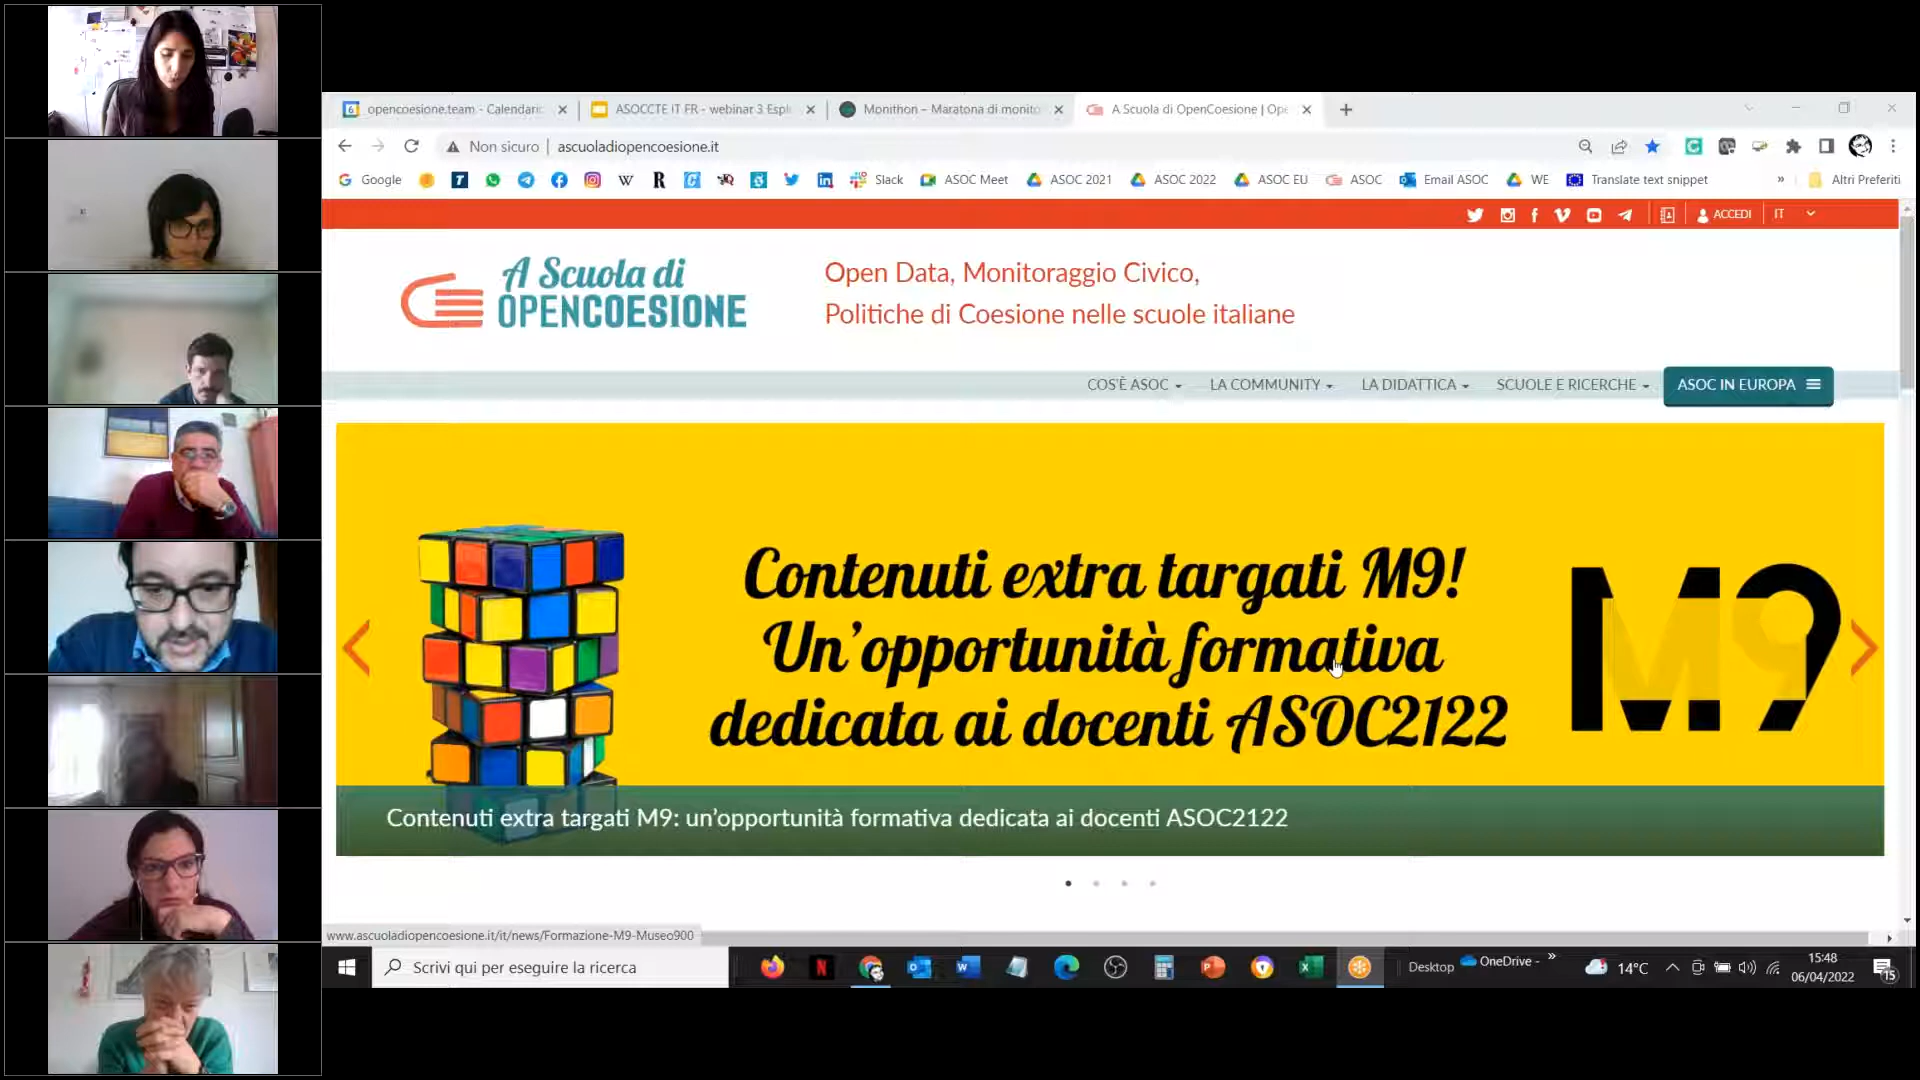 opencoesione.team - Calendari
ASOCCTE IT FR - webinar 3 Espl
Monithon – Maratona di monito
A Scuola di OpenCoesione | Ope
Non sicuro | ascuoladiopencoesione.it
Google
Slack
ASOC Meet
ASOC 2021
ASOC 2022
ASOC EU
ASOC
Email ASOC
WE
Translate text snippet
»
Altri Preferiti
ACCEDI
IT
A Scuola di
OPENCOESIONE
Open Data, Monitoraggio Civico,
Politiche di Coesione nelle scuole italiane
COS'È ASOC
LA COMMUNITY
LA DIDATTICA
SCUOLE E RICERCHE
ASOC IN EUROPA
Contenuti extra targati M9!
Un'opportunità formativa
dedicata ai docenti ASOC2122
M9
Contenuti extra targati M9: un'opportunità formativa dedicata ai docenti ASOC2122
www.ascuoladiopencoesione.it/it/news/Formazione-M9-Museo900
Scrivi qui per eseguire la ricerca
Desktop
OneDrive -
»
14°C
15:48
06/04/2022
15